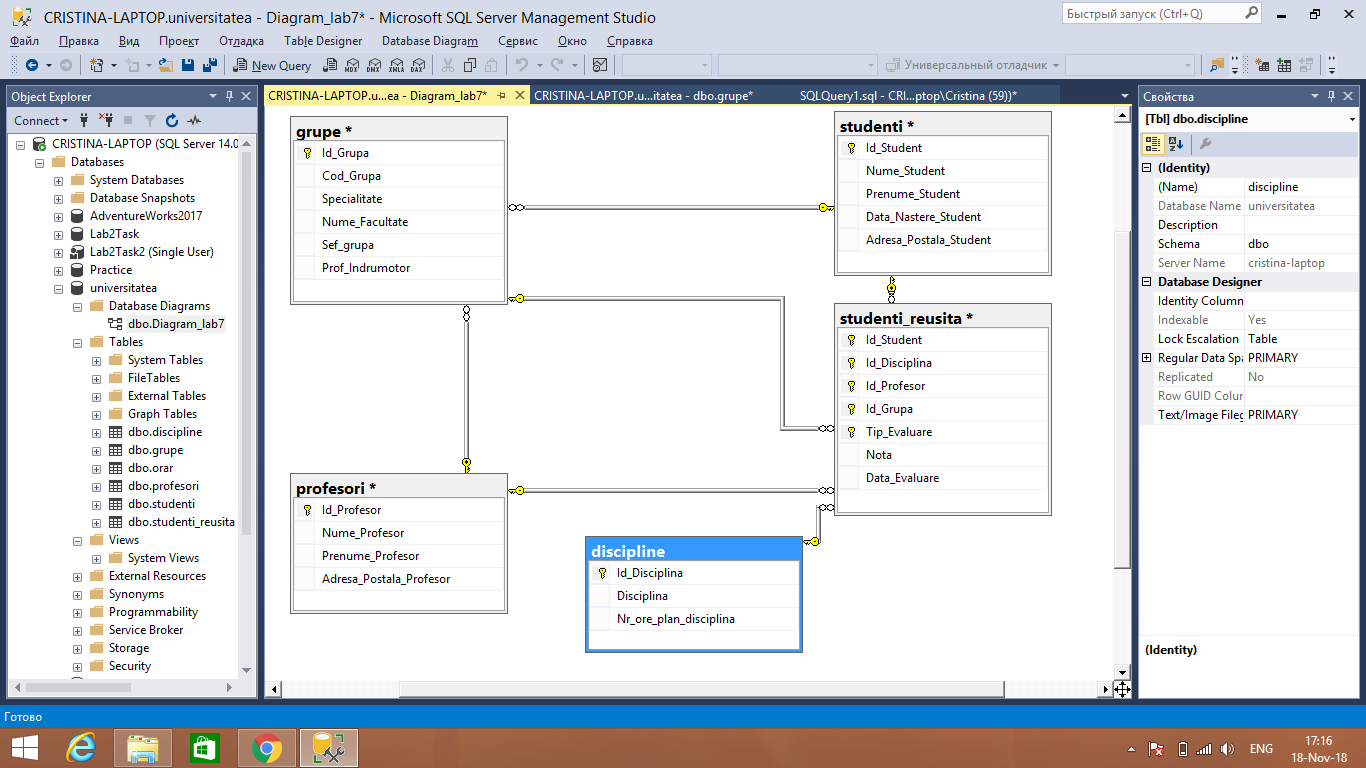 CRISTINA-LAPTOP.universitatea - Diagram_lab7* - Microsoft SQL Server Management Studio
Быстрый запуск (Ctrl+Q)
Файл Правка Вид Проект Отладка Table Designer Database Diagram Сервис Окно Справка
New Query MDX DMX XMLA DAX Универсальный отладчик
Object Explorer
Connect
CRISTINA-LAPTOP (SQL Server 14.0
Databases
System Databases
Database Snapshots
AdventureWorks2017
Lab2Task
Lab2Task2 (Single User)
Practice
universitatea
Database Diagrams
dbo.Diagram_lab7
Tables
System Tables
FileTables
External Tables
Graph Tables
dbo.discipline
dbo.grupe
dbo.orar
dbo.profesori
dbo.studenti
dbo.studenti_reusita
Views
System Views
External Resources
Synonyms
Programmability
Service Broker
Storage
Security
CRISTINA-LAPTOP.u...ea - Diagram_lab7* CRISTINA-LAPTOP.u...itatea - dbo.grupe* SQLQuery1.sql - CRI...ptop\Cristina (59))*
grupe *
Id_Grupa
Cod_Grupa
Specialitate
Nume_Facultate
Sef_grupa
Prof_Indrumotor
studenti *
Id_Student
Nume_Student
Prenume_Student
Data_Nastere_Student
Adresa_Postala_Student
studenti_reusita *
Id_Student
Id_Disciplina
Id_Profesor
Id_Grupa
Tip_Evaluare
Nota
Data_Evaluare
profesori *
Id_Profesor
Nume_Profesor
Prenume_Profesor
Adresa_Postala_Profesor
discipline
Id_Disciplina
Disciplina
Nr_ore_plan_disciplina
Свойства
[Tbl] dbo.discipline
(Identity)
(Name) discipline
Database Name universitatea
Description
Schema dbo
Server Name cristina-laptop
Database Designer
Identity Column
Indexable Yes
Lock Escalation Table
Regular Data Spa PRIMARY
Replicated No
Row GUID Colur
Text/Image Fileg PRIMARY
(Identity)
Готово
ENG
17:16
18-Nov-18